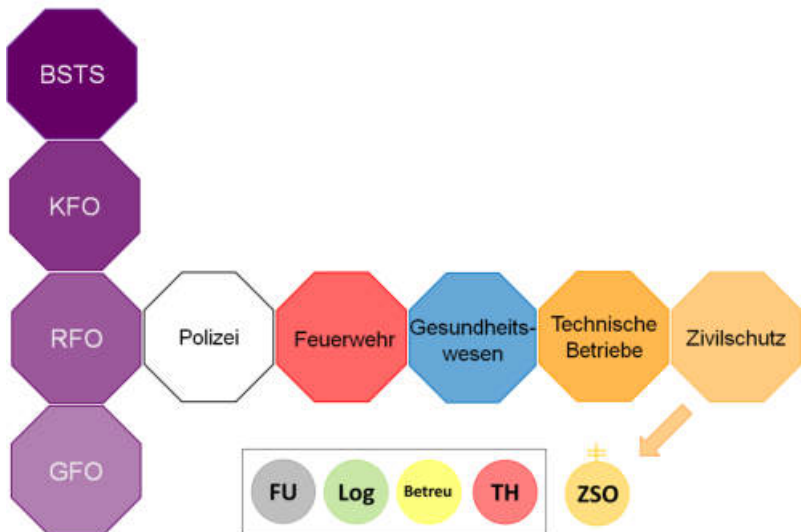 BSTS
KFO
RFO
Polizei
Feuerwehr
Gesundheits-
wesen
Technische
Betriebe
Zivilschutz
GFO
FU
Log
Betreu
TH
ZSO